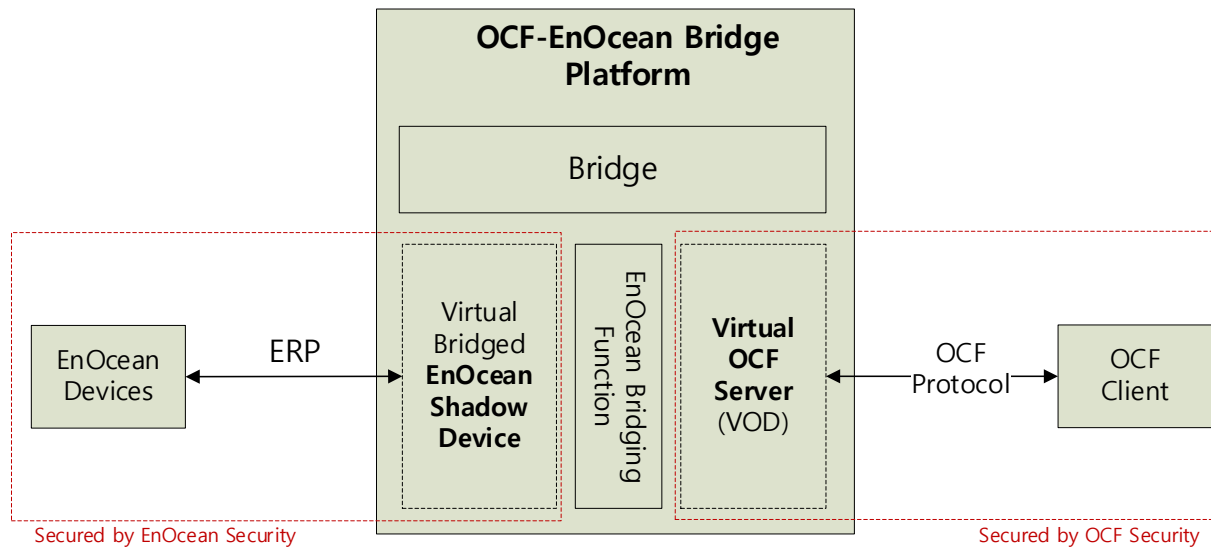 OCF-EnOcean Bridge
Platform
Bridge
EnOcean
Devices
ERP
Virtual
Bridged
EnOcean
Shadow
Device
EnOcean Bridging
Function
Virtual
OCF
Server
(VOD)
OCF
Protocol
OCF
Client
Secured by EnOcean Security
Secured by OCF Security